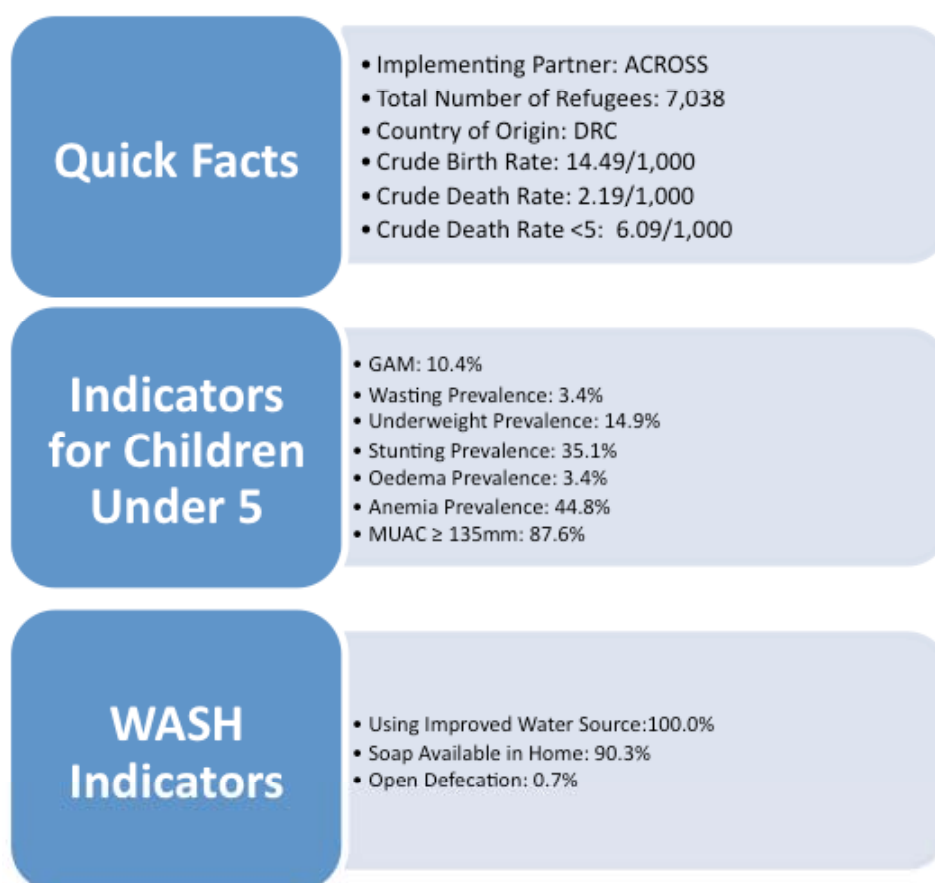 Quick Facts
• Implementing Partner: ACROSS
• Total Number of Refugees: 7,038
• Country of Origin: DRC
• Crude Birth Rate: 14.49/1,000
• Crude Death Rate: 2.19/1,000
• Crude Death Rate <5:  6.09/1,000
Indicators
for Children
Under 5
• GAM: 10.4%
• Wasting Prevalence: 3.4%
• Underweight Prevalence: 14.9%
• Stunting Prevalence: 35.1%
• Oedema Prevalence: 3.4%
• Anemia Prevalence: 44.8%
• MUAC ≥ 135mm: 87.6%
WASH
Indicators
• Using Improved Water Source:100.0%
• Soap Available in Home: 90.3%
• Open Defecation: 0.7%